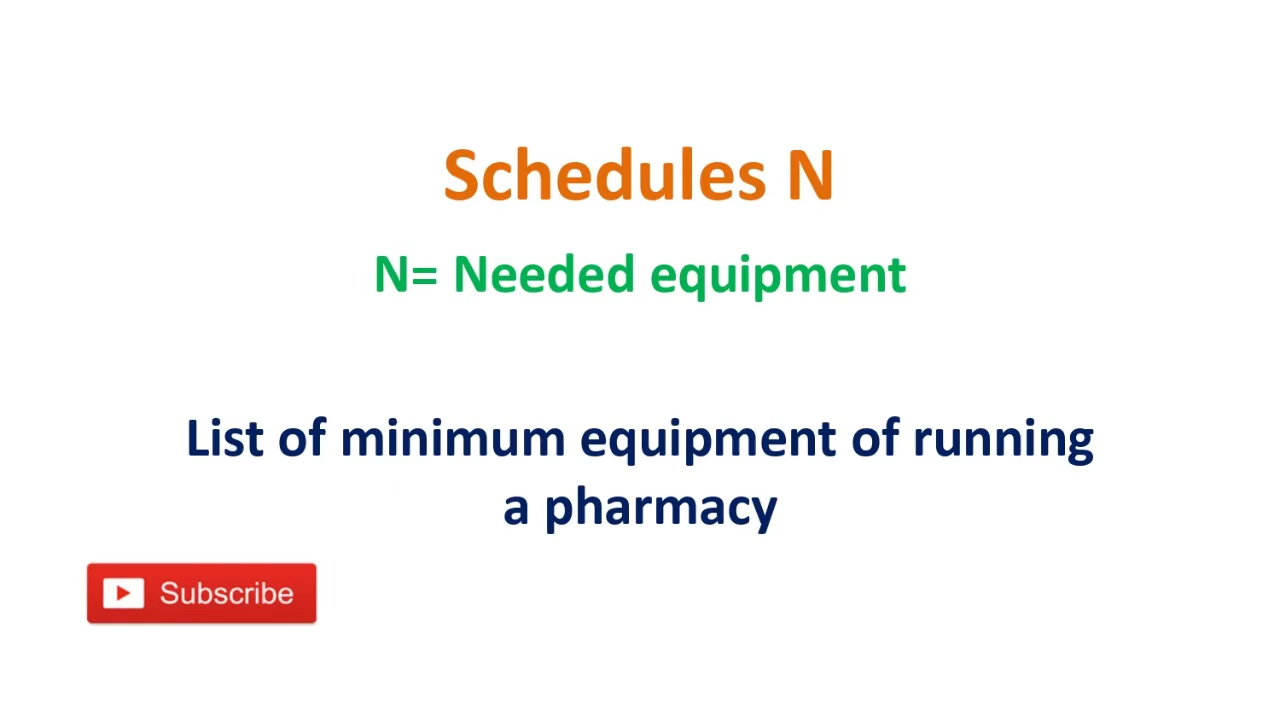 Schedules N
N= Needed equipment
List of minimum equipment of running
a pharmacy
Subscribe